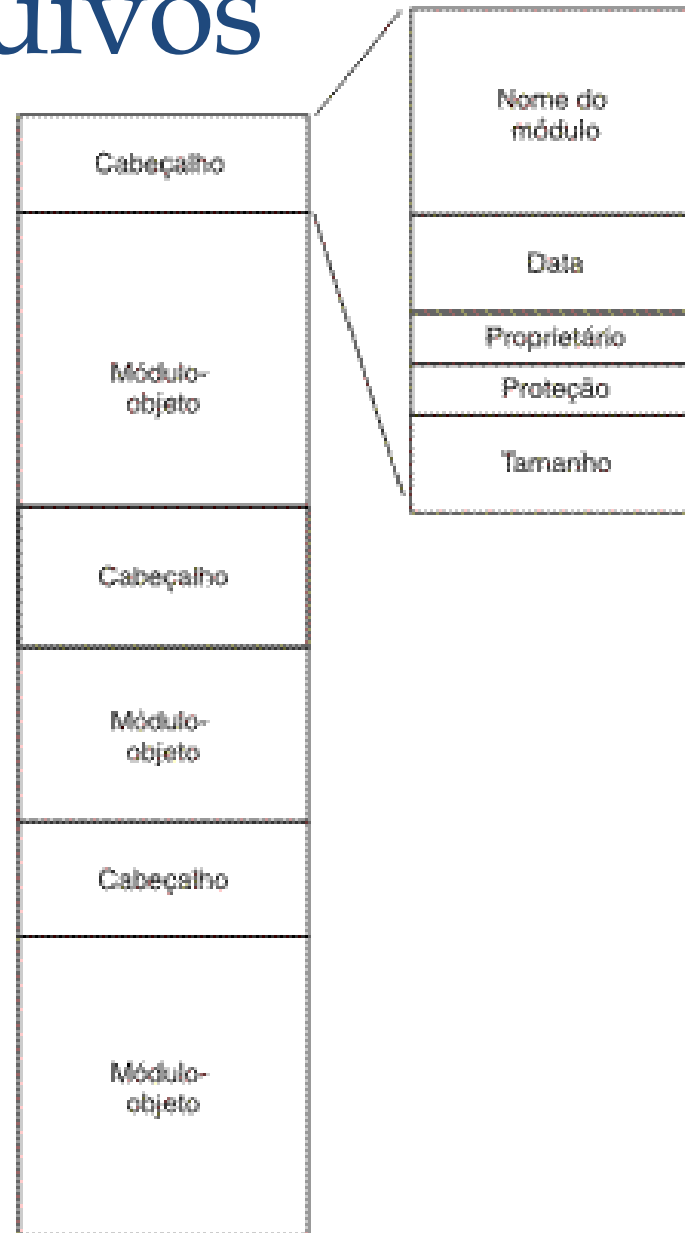 uivos
Cabeçalho
Módulo-
objeto
Cabeçalho
Módulo-
objeto
Cabeçalho
Módulo-
objeto
Nome do
módulo
Data
Proprietário
Proteção
Tamanho